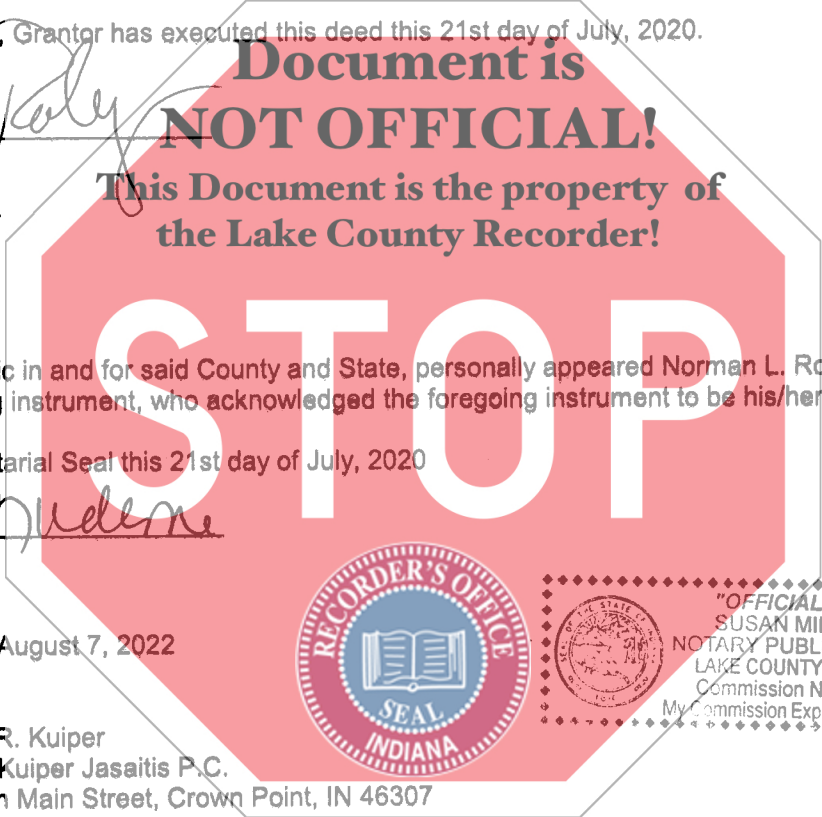 Grantor has executed this deed this 21st day of July, 2020.
Document is
NOT OFFICIAL!
This Document is the property of
the Lake County Recorder!
STOP
c in and for said County and State, personally appeared Norman L. Ro
instrument, who acknowledged the foregoing instrument to be his/her
tarial Seal this 21st day of July, 2020
RECORDER'S OFFICE
SEAL
INDIANA
"OFFICIAL
SUSAN MI
NOTARY PUBL
LAKE COUNTY
Commission N
My Commission Exp
August 7, 2022
R. Kuiper
Kuiper Jasaitis P.C.
Main Street, Crown Point, IN 46307